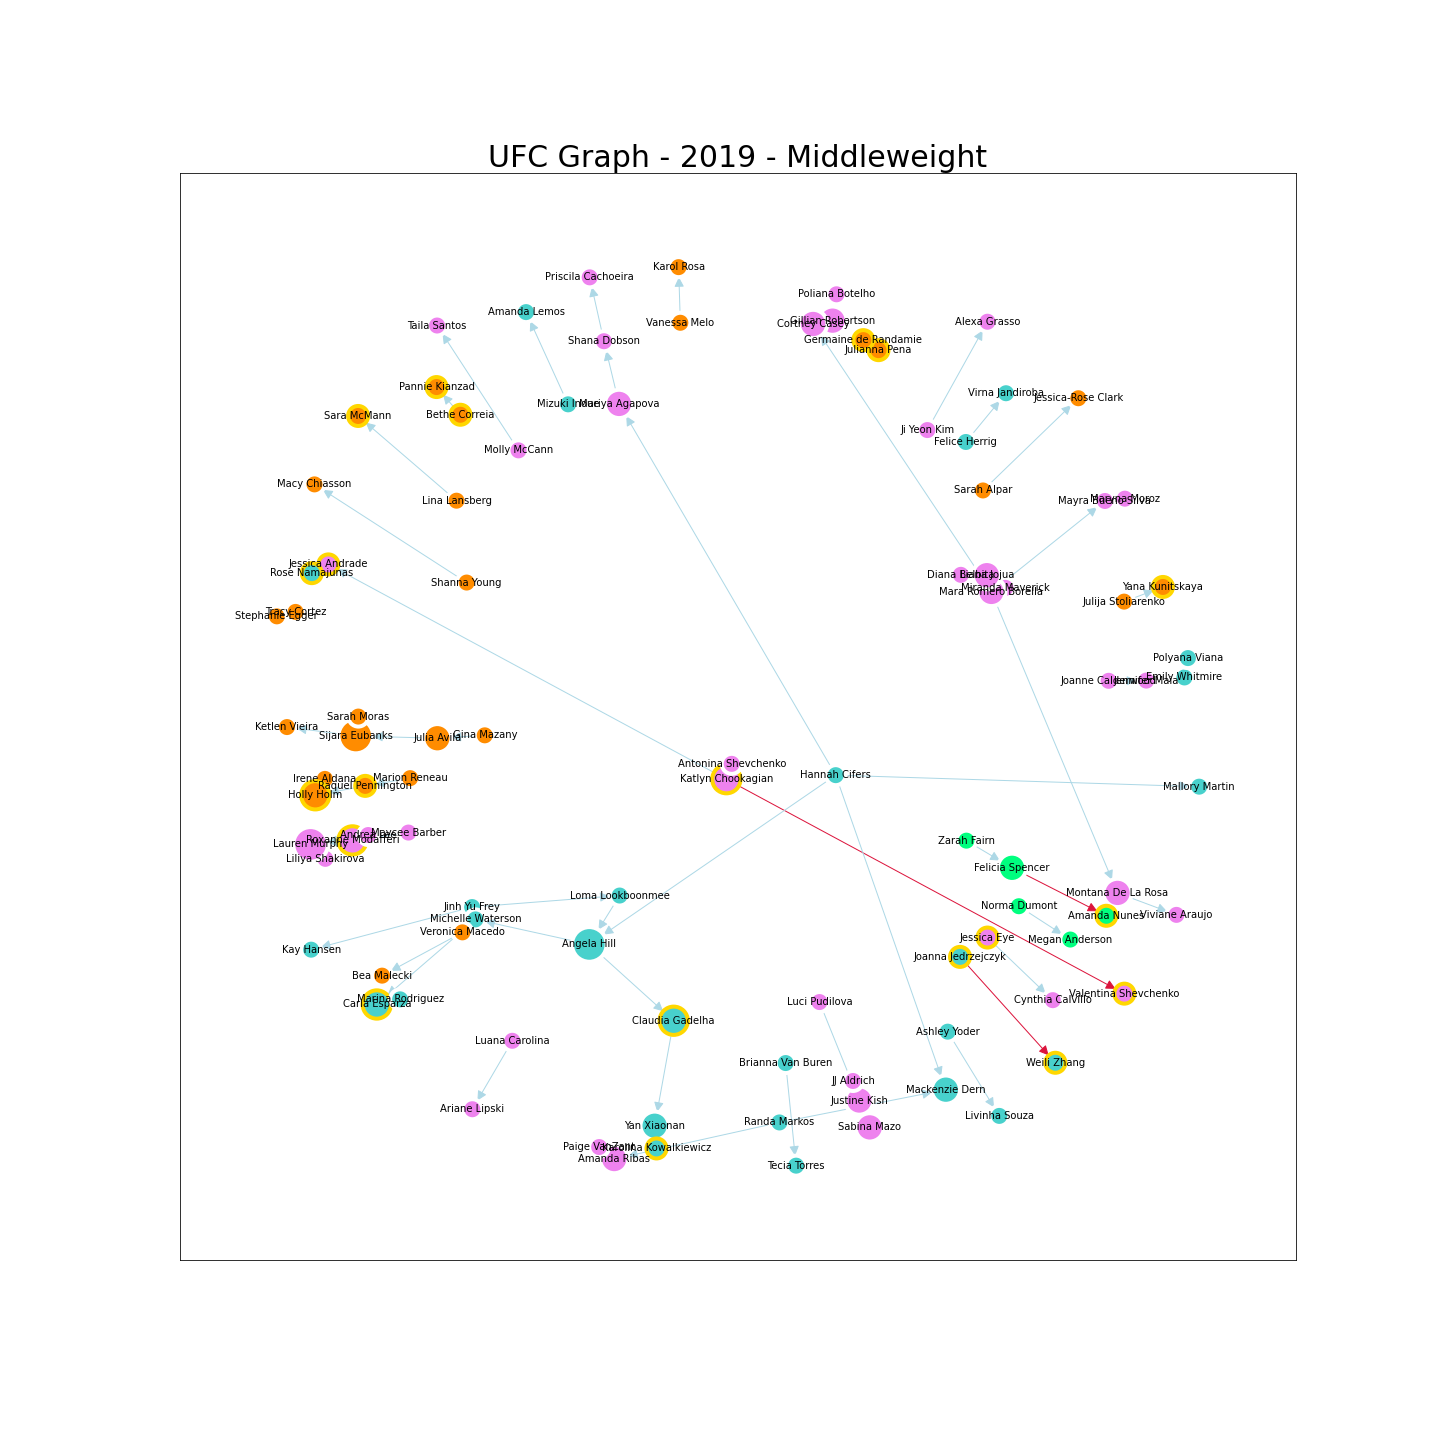 UFC Graph - 2019 - Middleweight
Karol Rosa
Priscila Cachoeira
Poliana Botelho
Amanda Lemos
Gillian Robertson
Alexa Grasso
Vanessa Melo
Cortney Casey
Taila Santos
Shana Dobson
Germaine de Randamie
Julianna Pena
Pannie Kianzad
Virna Jandiroba
Jessica-Rose Clark
Mizuki Inoue
Mariya Agapova
Sara McMann
Bethe Correia
Ji Yeon Kim
Felice Herrig
Molly McCann
Macy Chiasson
Sarah Alpar
Lina Lansberg
Mayra Bueno Silva
Maryna Moroz
Jessica Andrade
Rose Namajunas
Diana Belbita
Liana Jojua
Shanna Young
Miranda Maverick
Yana Kunitskaya
Mara Romero Borella
Julija Stoliarenko
Tracy Cortez
Stephanie Egger
Polyana Viana
Emily Whitmire
Joanne Calderwood
Jennifer Maia
Sarah Moras
Ketlen Vieira
Sijara Eubanks
Julia Avila
Gina Mazany
Antonina Shevchenko
Katlyn Chookagian
Hannah Cifers
Irene Aldana
Marion Reneau
Raquel Pennington
Mallory Martin
Holly Holm
Maycee Barber
Andrea Lee
Roxanne Modafferi
Lauren Murphy
Zarah Fairn
Liliya Shakirova
Felicia Spencer
Montana De La Rosa
Loma Lookboonmee
Jinh Yu Frey
Norma Dumont
Amanda Nunes
Viviane Araujo
Michelle Waterson
Veronica Macedo
Jessica Eye
Megan Anderson
Angela Hill
Kay Hansen
Joanna Jedrzejczyk
Bea Malecki
Valentina Shevchenko
Marina Rodriguez
Carla Esparza
Luci Pudilova
Cynthia Calvillo
Claudia Gadelha
Ashley Yoder
Luana Carolina
Brianna Van Buren
Weili Zhang
JJ Aldrich
Mackenzie Dern
Justine Kish
Ariane Lipski
Livinha Souza
Randa Markos
Yan Xiaonan
Sabina Mazo
Paige VanZant
Karolina Kowalkiewicz
Amanda Ribas
Tecia Torres